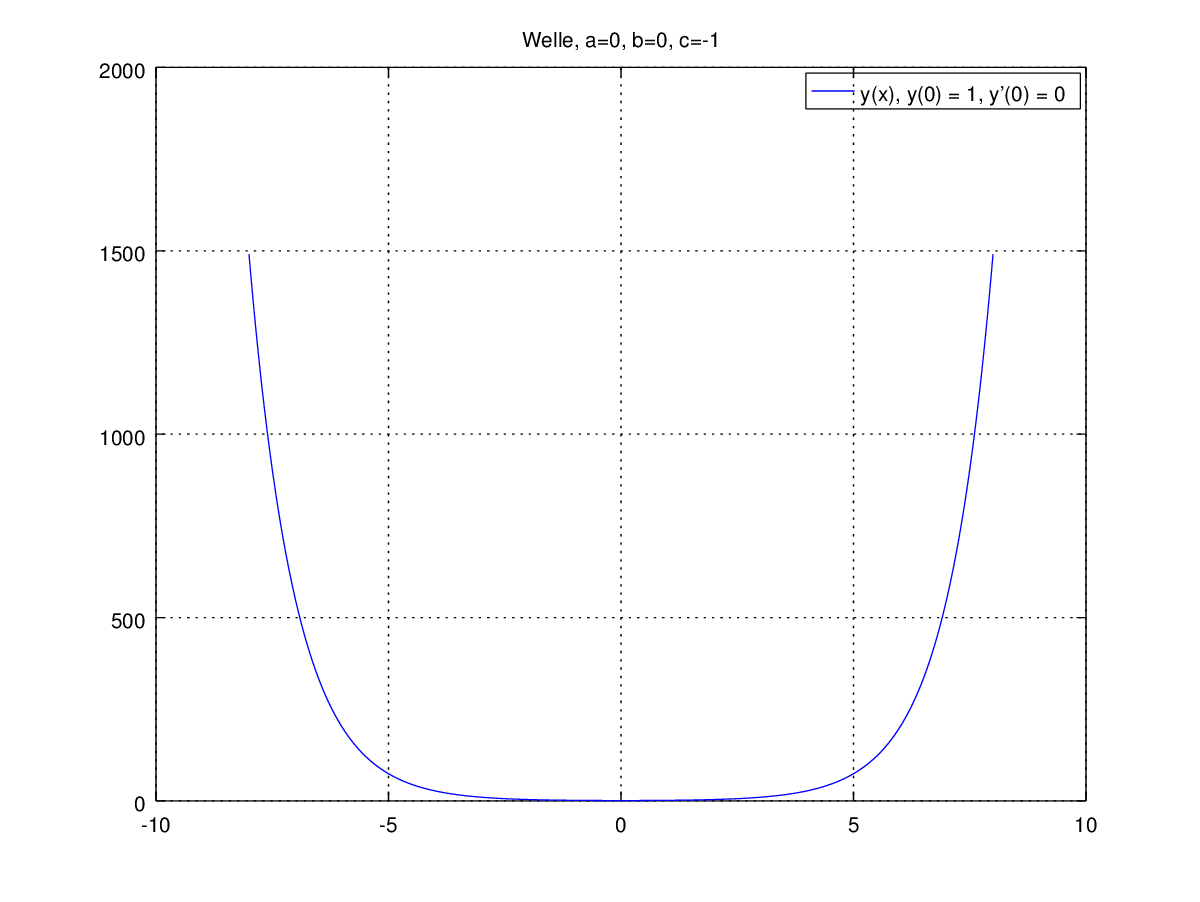 Welle, a=0, b=0, c=-1
y(x), y(0) = 1, y'(0) = 0
2000
1500
1000
500
0
-10 -5 0 5 10